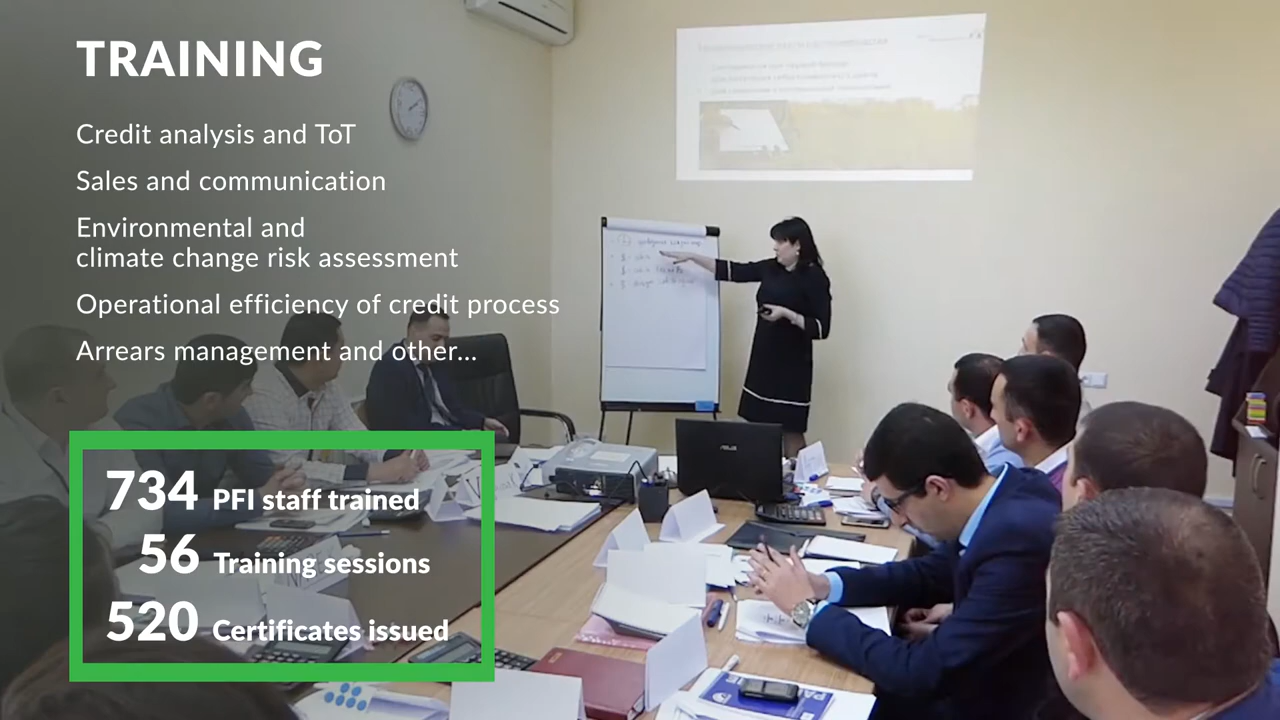 TRAINING
Credit analysis and ToT
Sales and communication
Environmental and
climate change risk assessment
Operational efficiency of credit process
Arrears management and other...
734 PFI staff trained
56 Training sessions
520 Certificates issued
ASUS